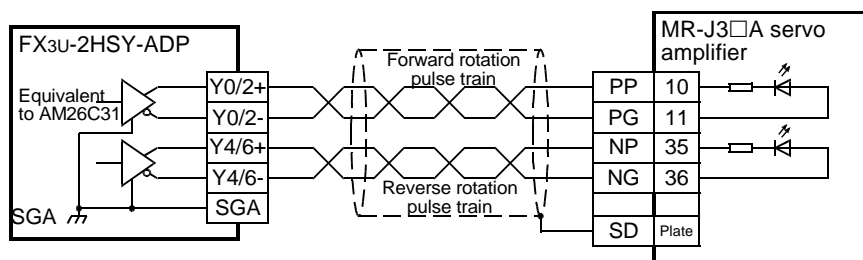 FX3U-2HSY-ADP
Equivalent
to AM26C31
Y0/2+
Y0/2-
Y4/6+
Y4/6-
SGA
SGA
Forward rotation
pulse train
Reverse rotation
pulse train
MR-J3□A servo
amplifier
PP 10
PG 11
NP 35
NG 36
SD Plate